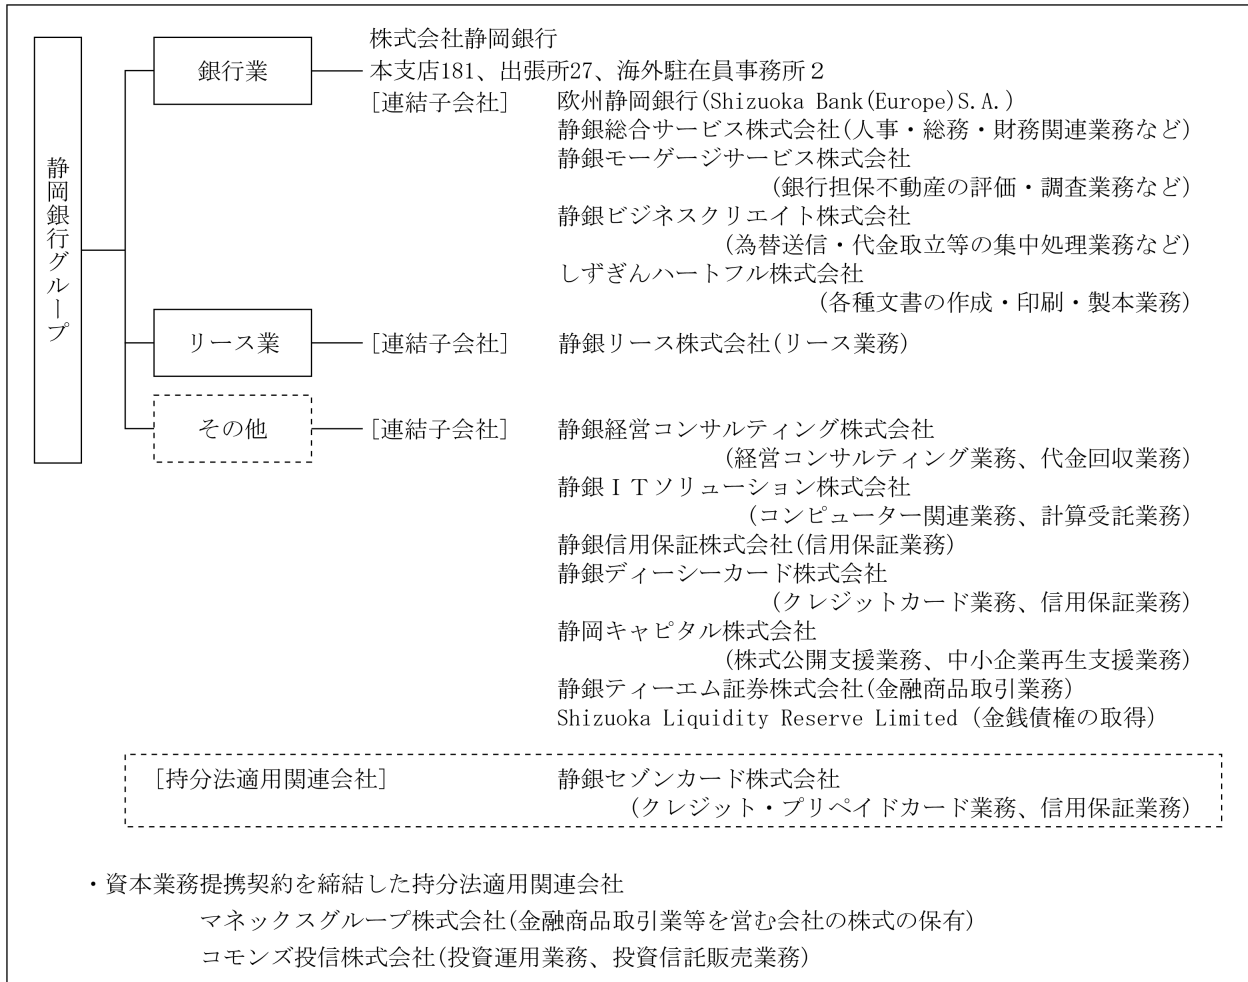 静岡銀行グループ
銀行業
株式会社静岡銀行
本支店181、出張所27、海外駐在員事務所２
[連結子会社] 欧州静岡銀行(Shizuoka Bank(Europe)S.A.)
静銀総合サービス株式会社(人事・総務・財務関連業務など)
静銀モーゲージサービス株式会社
(銀行担保不動産の評価・調査業務など)
静銀ビジネスクリエイト株式会社
(為替送信・代金取立等の集中処理業務など)
しずぎんハートフル株式会社
(各種文書の作成・印刷・製本業務)
リース業 [連結子会社] 静銀リース株式会社(リース業務)
その他 [連結子会社] 静銀経営コンサルティング株式会社
(経営コンサルティング業務、代金回収業務)
静銀ＩＴソリューション株式会社
(コンピューター関連業務、計算受託業務)
静銀信用保証株式会社(信用保証業務)
静銀ディーシーカード株式会社
(クレジットカード業務、信用保証業務)
静岡キャピタル株式会社
(株式公開支援業務、中小企業再生支援業務)
静銀ティーエム証券株式会社(金融商品取引業務)
Shizuoka Liquidity Reserve Limited (金銭債権の取得)
[持分法適用関連会社] 静銀セゾンカード株式会社
(クレジット・プリペイドカード業務、信用保証業務)
・資本業務提携契約を締結した持分法適用関連会社
マネックスグループ株式会社(金融商品取引業等を営む会社の株式の保有)
コモンズ投信株式会社(投資運用業務、投資信託販売業務)